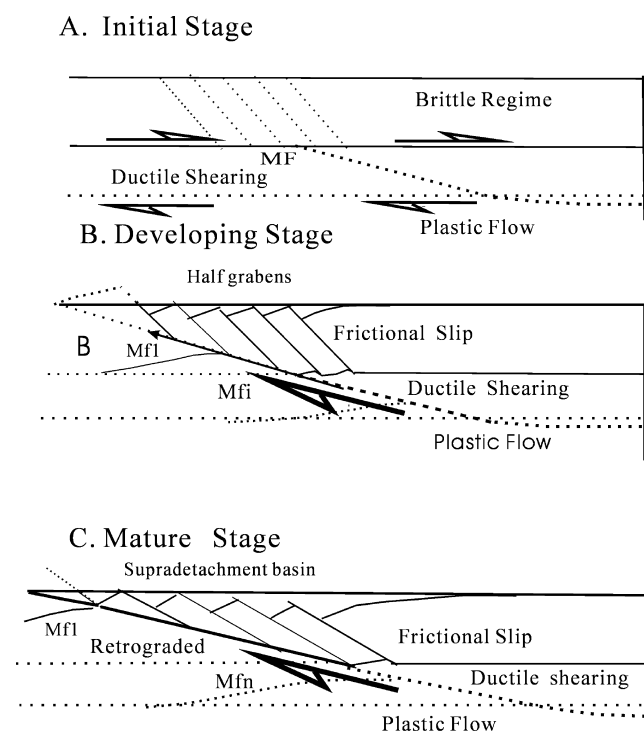 A. Initial Stage
Brittle Regime
MF
Ductile Shearing
Plastic Flow
B. Developing Stage
Half grabens
Frictional Slip
B
Mf1
Mfi
Ductile Shearing
Plastic Flow
C. Mature Stage
Supradetachment basin
Mf1
Retrograded
Frictional Slip
Mfn
Ductile shearing
Plastic Flow